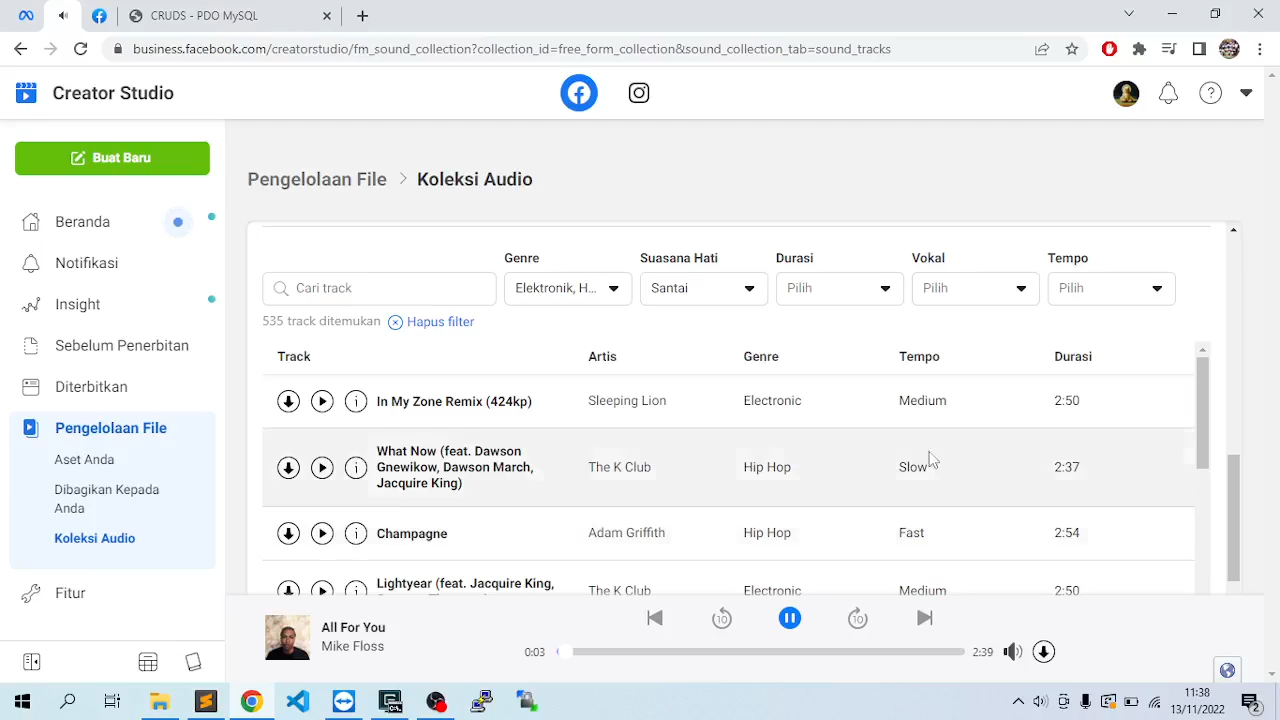 CRUDS - PDO MySQL
business.facebook.com/creatorstudio/fm_sound_collection?collection_id=free_form_collection&sound_collection_tab=sound_tracks
Creator Studio
Buat Baru
Beranda
Notifikasi
Insight
Sebelum Penerbitan
Diterbitkan
Pengelolaan File
Aset Anda
Dibagikan Kepada
Anda
Koleksi Audio
Fitur
Pengelolaan File > Koleksi Audio
Genre Suasana Hati Durasi Vokal Tempo
Cari track Elektronik, H... Santai Pilih Pilih Pilih
535 track ditemukan Hapus filter
Track Artis Genre Tempo Durasi
In My Zone Remix (424kp) Sleeping Lion Electronic Medium 2:50
What Now (feat. Dawson
Gnewikow, Dawson March,
Jacquire King) The K Club Hip Hop Slow 2:37
Champagne Adam Griffith Hip Hop Fast 2:54
Lightyear (feat. Jacquire King,
The K Club Electronic Medium 2:50
All For You
Mike Floss
10 10
0:03 2:39
11:38
13/11/2022
2